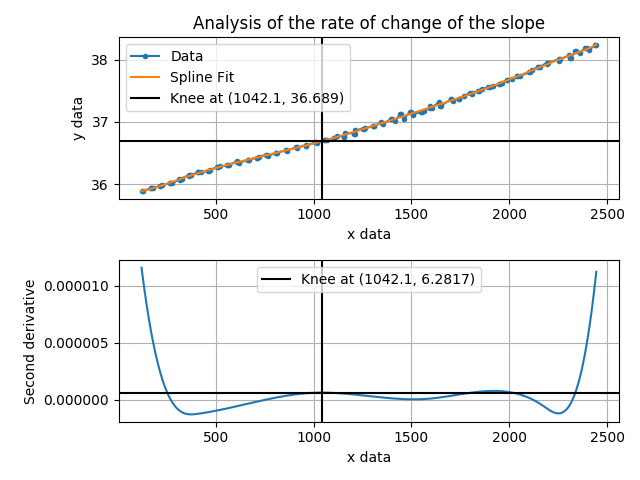 Analysis of the rate of change of the slope
Data
Spline Fit
Knee at (1042.1, 36.689)
38
37
36
y data
500 1000 1500 2000 2500
x data
Knee at (1042.1, 6.2817)
0.000010
0.000005
0.000000
Second derivative
500 1000 1500 2000 2500
x data